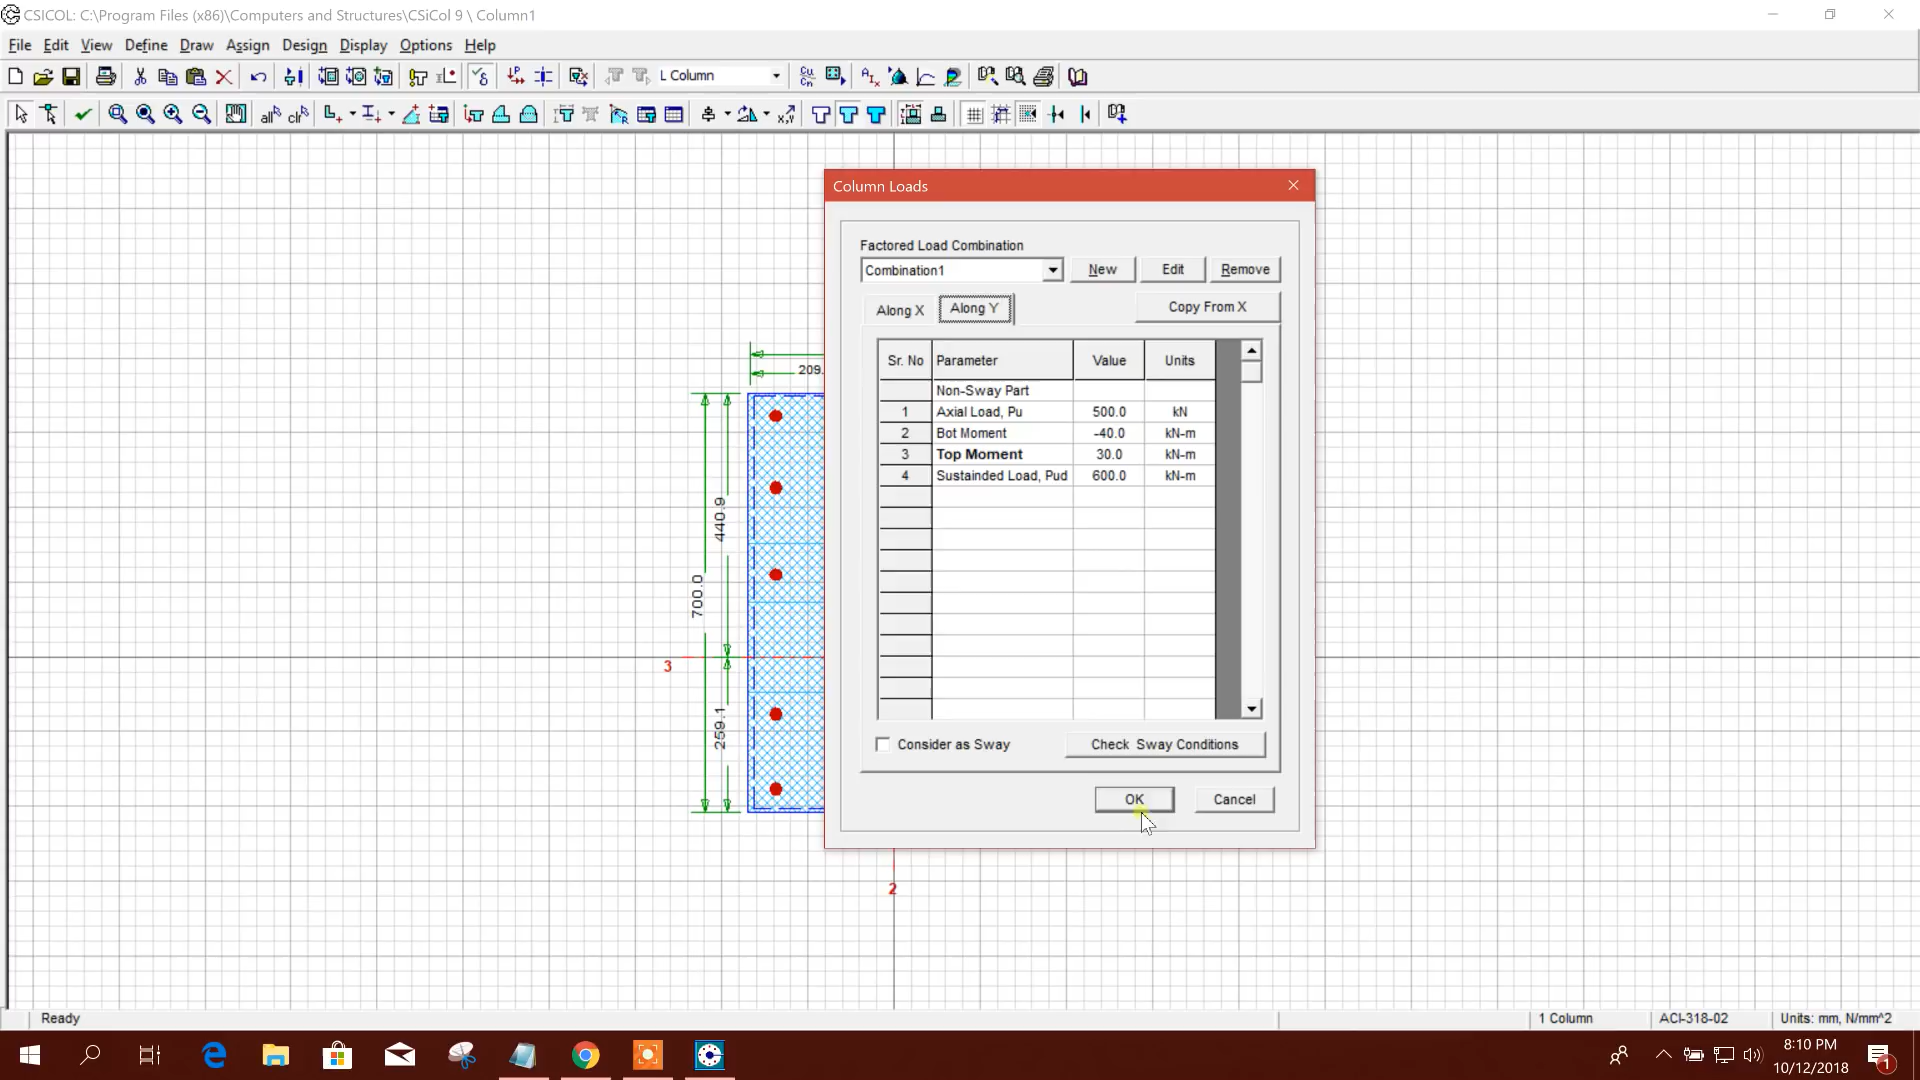 CSICOL: C:\Program Files (x86)\Computers and Structures\CSiCol 9 \ Column1
File Edit View Define Draw Assign Design Display Options Help
L Column
Column Loads
Factored Load Combination
Combination1 New Edit Remove
Along X Along Y Copy From X
Sr. No Parameter Value Units
Non-Sway Part
1 Axial Load, Pu 500.0 kN
2 Bot Moment -40.0 kN-m
3 Top Moment 30.0 kN-m
4 Sustainded Load, Pud 600.0 kN-m
Consider as Sway Check Sway Conditions
OK Cancel
209.
440.9
700.0
259.1
3
2
Ready 1 Column ACI-318-02 Units: mm, N/mm^2
8:10 PM
10/12/2018
1